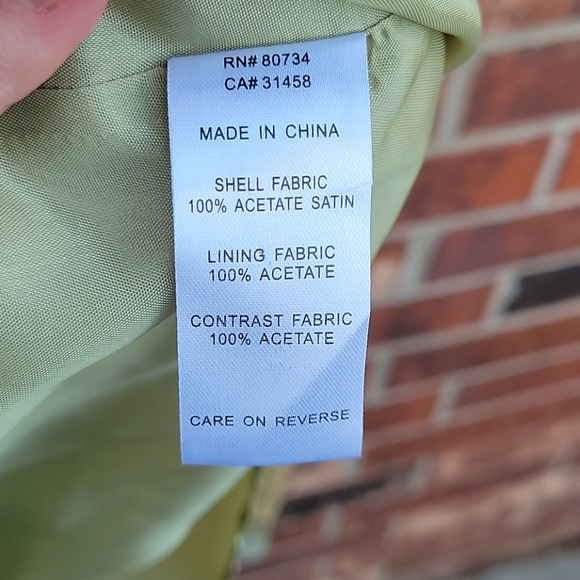 RN# 80734
CA# 31458
MADE IN CHINA
SHELL FABRIC
100% ACETATE SATIN
LINING FABRIC
100% ACETATE
CONTRAST FABRIC
100% ACETATE
CARE ON REVERSE